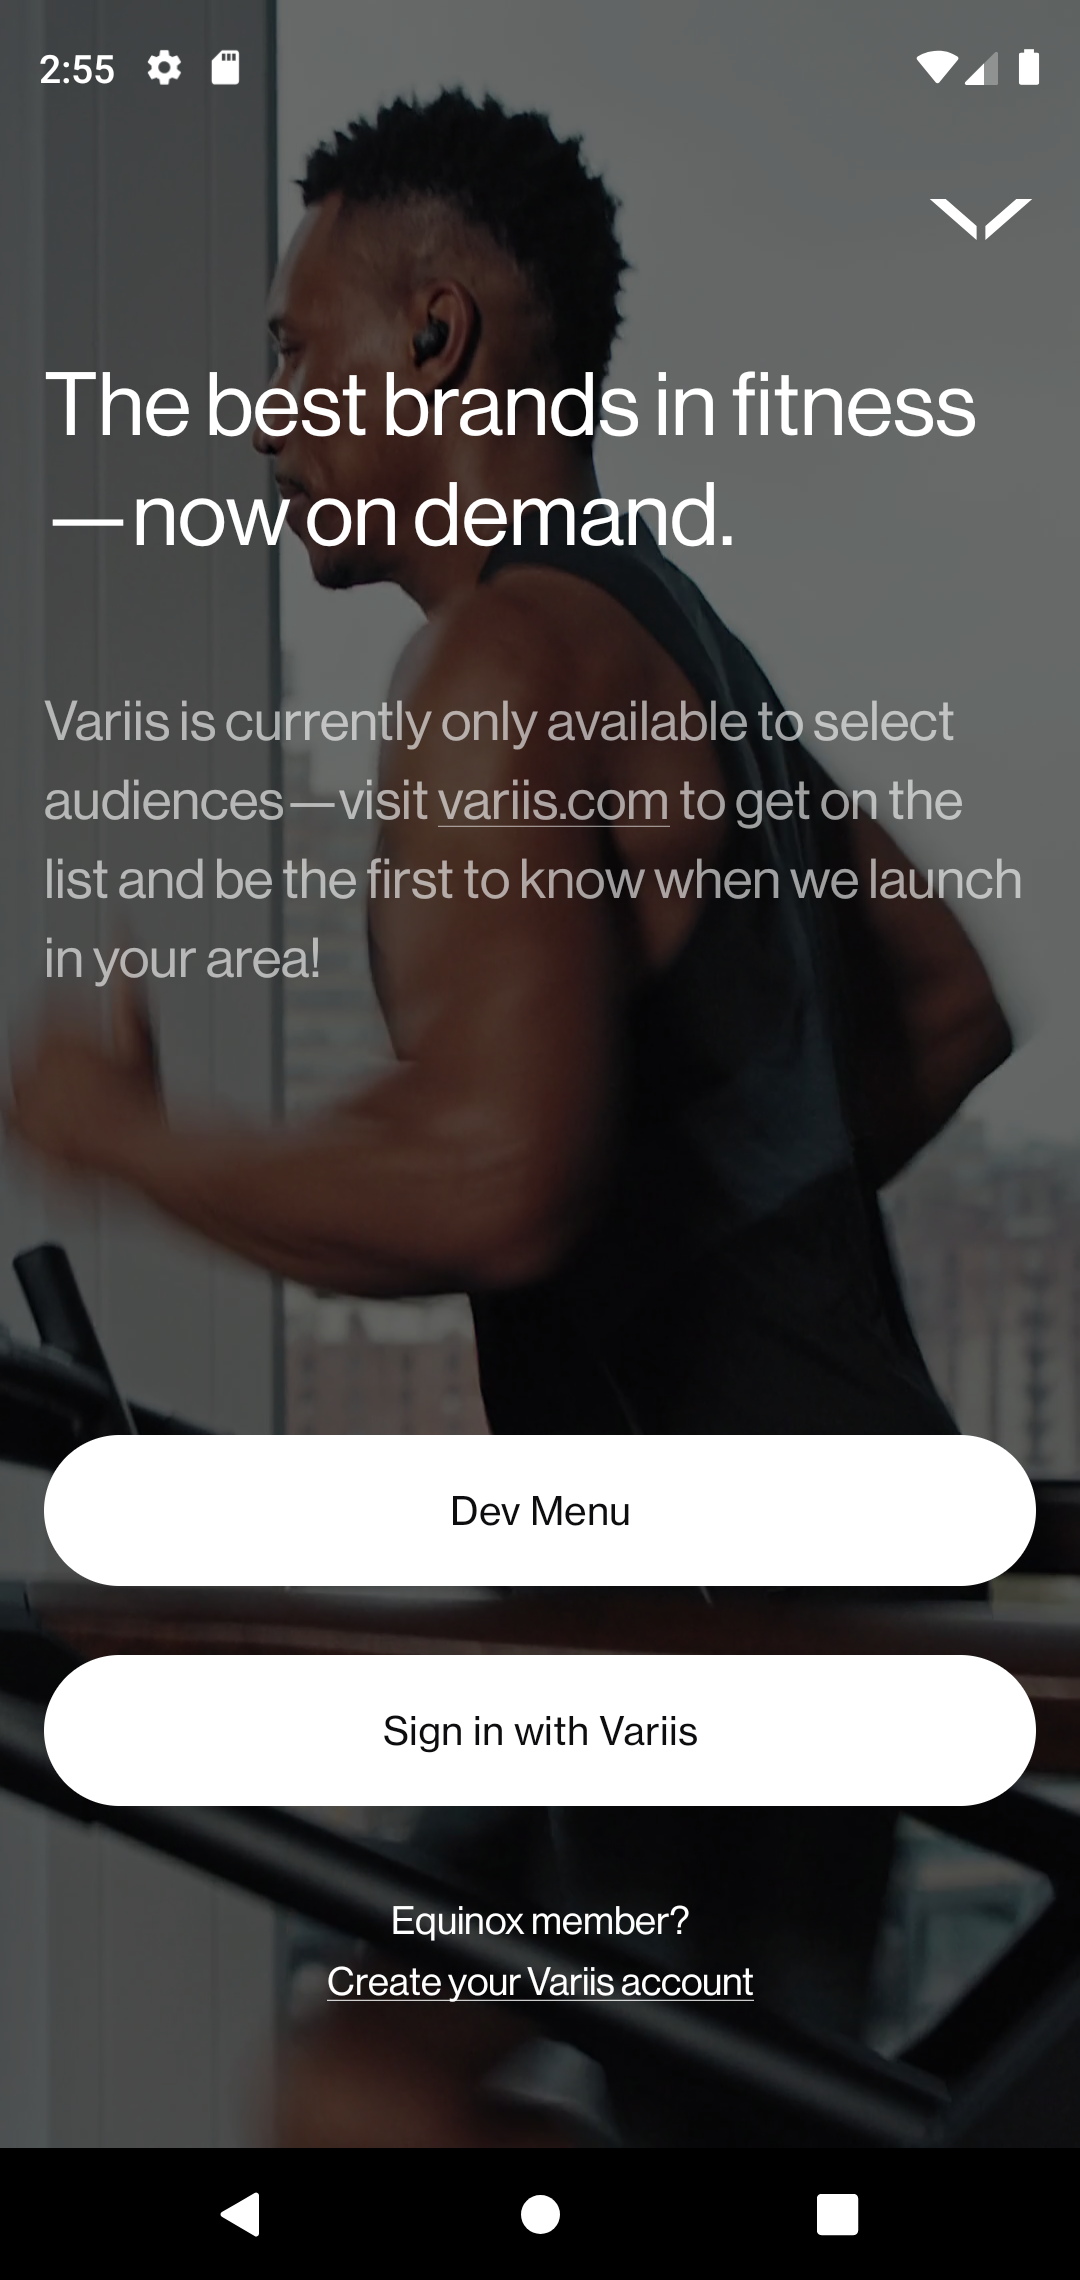 2:55
The best brands in fitness
—now on demand.
Variis is currently only available to select
audiences—visit variis.com to get on the
list and be the first to know when we launch
in your area!
Dev Menu
Sign in with Variis
Equinox member?
Create your Variis account